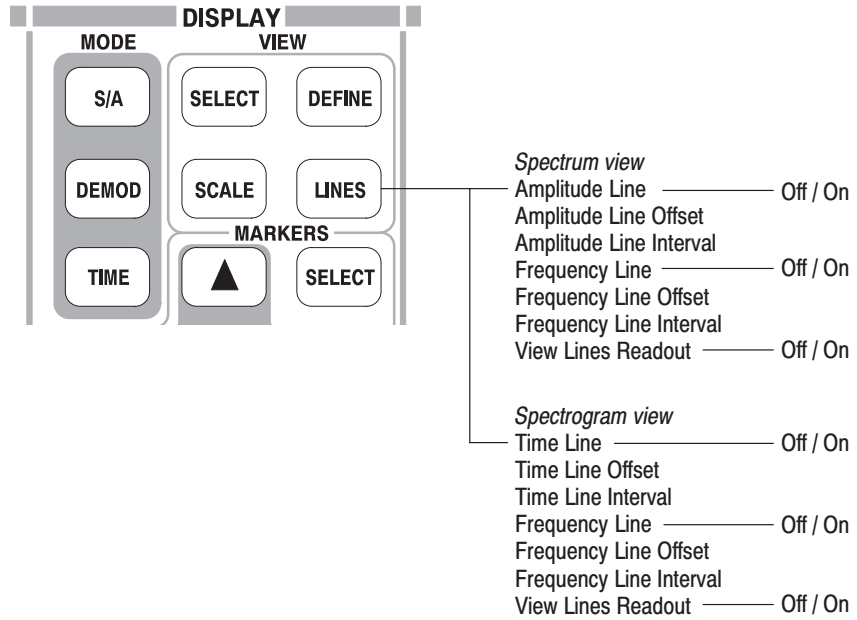 DISPLAY
MODE
VIEW
S/A
SELECT
DEFINE
DEMOD
SCALE
LINES
MARKERS
TIME
SELECT
Spectrum view
Amplitude Line Off / On
Amplitude Line Offset
Amplitude Line Interval
Frequency Line Off / On
Frequency Line Offset
Frequency Line Interval
View Lines Readout Off / On
Spectrogram view
Time Line Off / On
Time Line Offset
Time Line Interval
Frequency Line Off / On
Frequency Line Offset
Frequency Line Interval
View Lines Readout Off / On